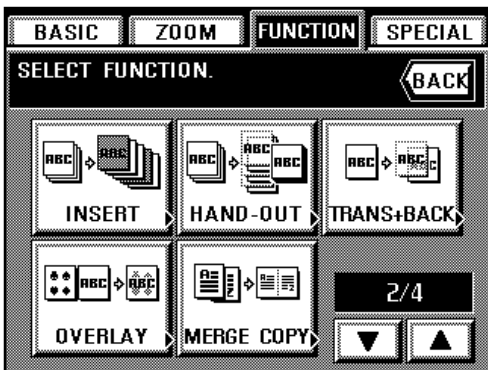 BASIC ZOOM FUNCTION SPECIAL
SELECT FUNCTION.
BACK
ABC ABC ABC ABC ABC ABC ABC
INSERT HAND-OUT TRANS+BACK
ABC ABC
2/4
OVERLAY MERGE COPY